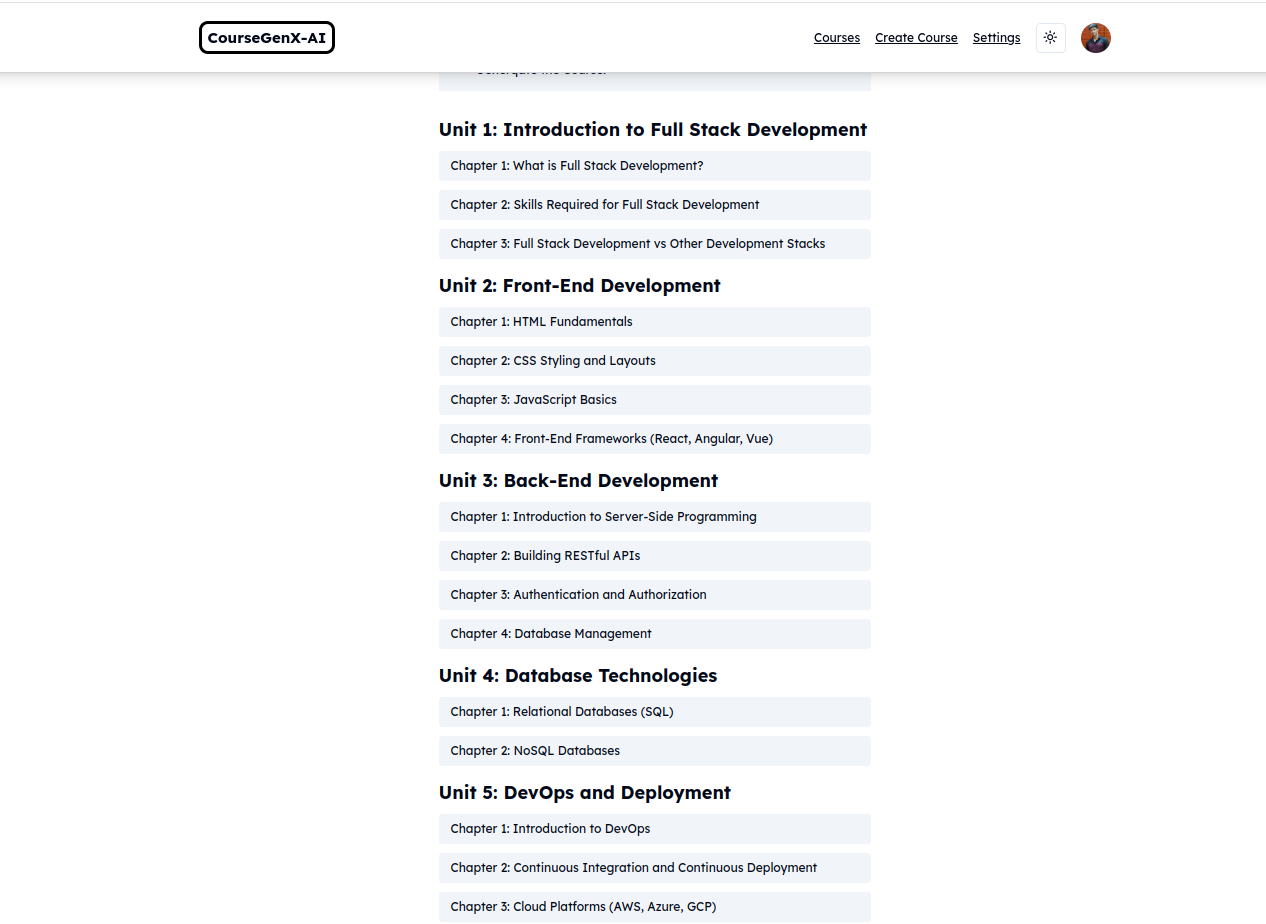 CourseGenX-AI
Courses
Create Course
Settings
Unit 1: Introduction to Full Stack Development
Chapter 1: What is Full Stack Development?
Chapter 2: Skills Required for Full Stack Development
Chapter 3: Full Stack Development vs Other Development Stacks
Unit 2: Front-End Development
Chapter 1: HTML Fundamentals
Chapter 2: CSS Styling and Layouts
Chapter 3: JavaScript Basics
Chapter 4: Front-End Frameworks (React, Angular, Vue)
Unit 3: Back-End Development
Chapter 1: Introduction to Server-Side Programming
Chapter 2: Building RESTful APIs
Chapter 3: Authentication and Authorization
Chapter 4: Database Management
Unit 4: Database Technologies
Chapter 1: Relational Databases (SQL)
Chapter 2: NoSQL Databases
Unit 5: DevOps and Deployment
Chapter 1: Introduction to DevOps
Chapter 2: Continuous Integration and Continuous Deployment
Chapter 3: Cloud Platforms (AWS, Azure, GCP)